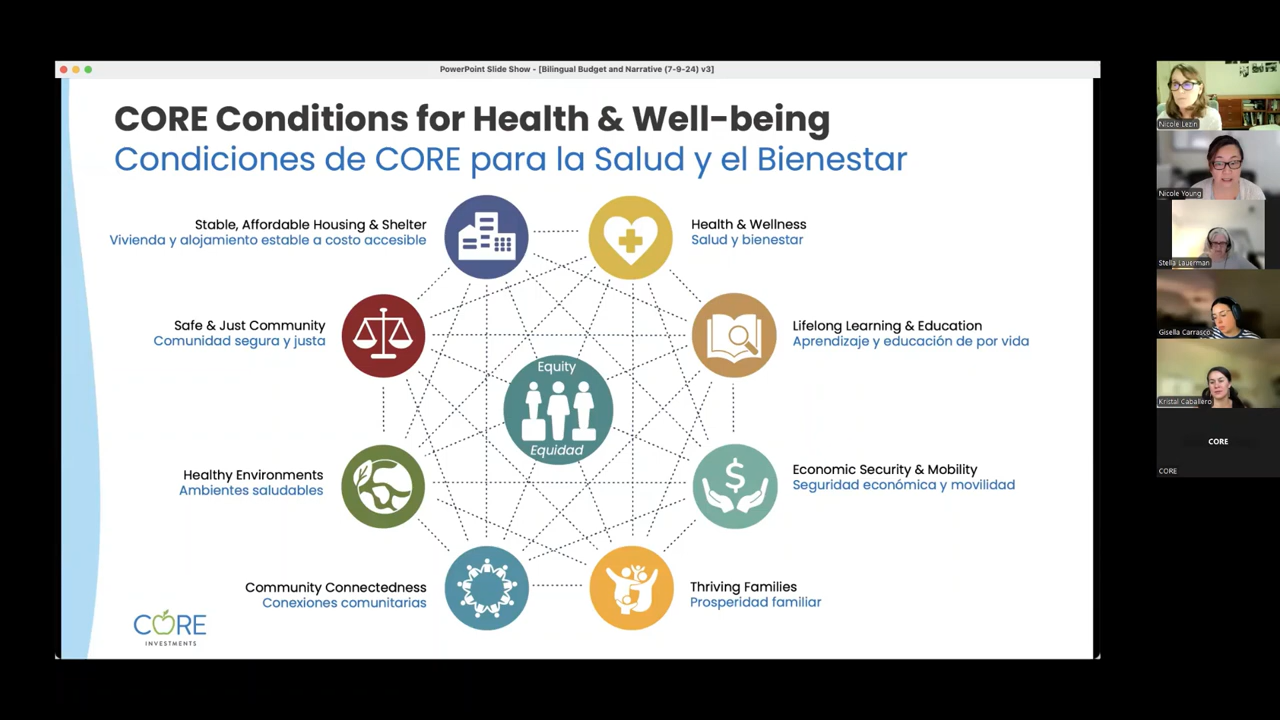 PowerPoint Slide Show - [Bilingual Budget and Narrative (7-9-24) v3]
CORE Conditions for Health & Well-being
Condiciones de CORE para la Salud y el Bienestar
Stable, Affordable Housing & Shelter
Vivienda y alojamiento estable a costo accesible
Health & Wellness
Salud y bienestar
Safe & Just Community
Comunidad segura y justa
Lifelong Learning & Education
Aprendizaje y educación de por vida
Equity
Equidad
Healthy Environments
Ambientes saludables
$
Economic Security & Mobility
Seguridad económica y movilidad
Community Connectedness
Conexiones comunitarias
Thriving Families
Prosperidad familiar
CORE
INVESTMENTS
Nicole Lezin
Nicole Young
Stella Lauerman
Gisella Carrasco
Kristal Caballero
CORE
CORE